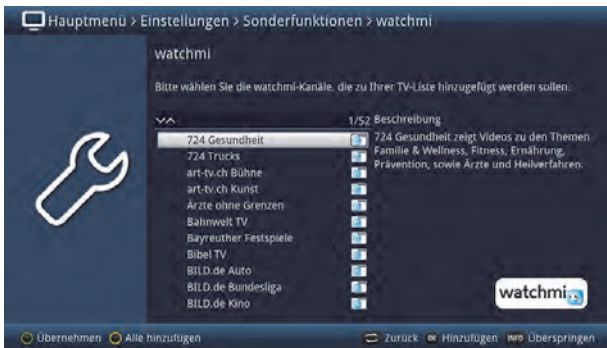 Hauptmenü > Einstellungen > Sonderfunktionen > watchmi
watchmi
Bitte wählen Sie die watchmi-Kanäle, die zu Ihrer TV-Liste hinzugefügt werden sollen.
1/52 Beschreibung
724 Gesundheit
724 Gesundheit zeigt Videos zu den Themen
Familie & Wellness, Fitness, Ernährung,
Prävention, sowie Ärzte und Heilverfahren.
724 Trucks
art-tv.ch Bühne
art-tv.ch Kunst
Ärzte ohne Grenzen
Bahnwelt TV
Bayreuther Festspiele
Bibel TV
BILD.de Auto
BILD.de Bundesliga
BILD.de Kino
watchmi
Übernehmen Alle hinzufügen Zurück OK Hinzufügen INFO Überspringen